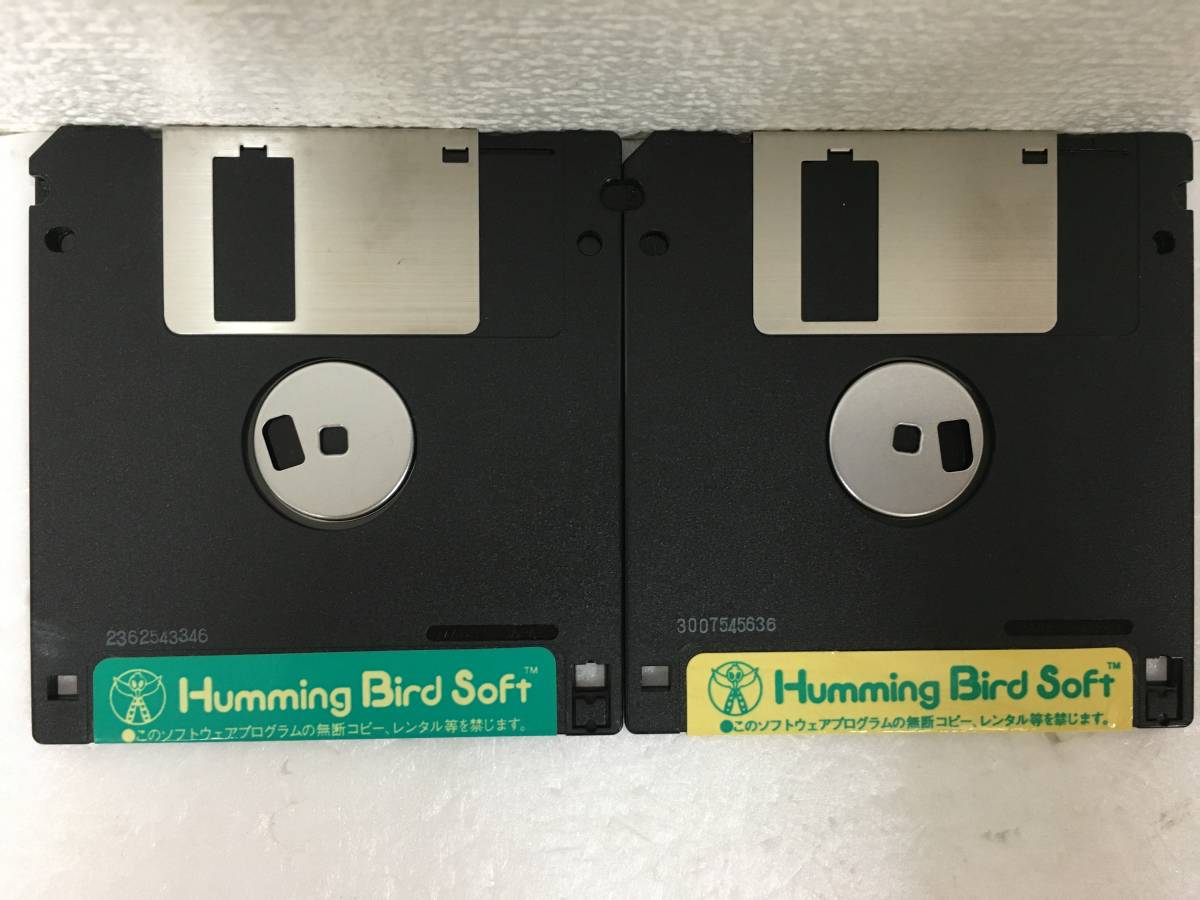 2362543346
Humming Bird Soft™
●このソフトウェアプログラムの無断コピー、レンタル等を禁じます。
3007545636
Humming Bird Soft™
●このソフトウェアプログラムの無断コピー、レンタル等を禁じます。